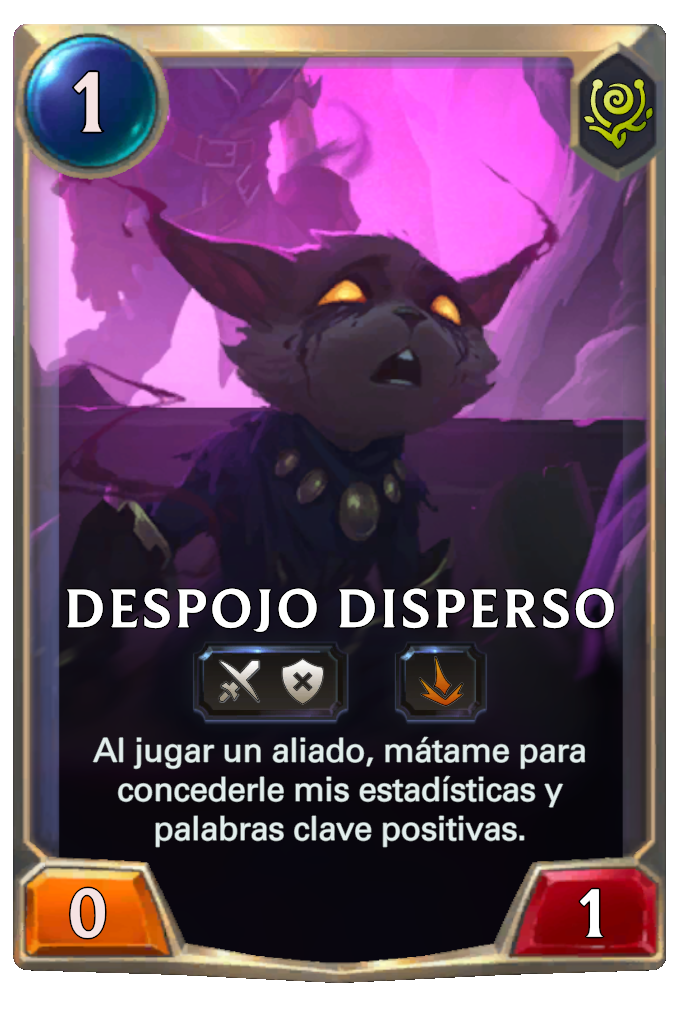 1
DESPOJO DISPERSO
Al jugar un aliado, mátame para
concederle mis estadísticas y
palabras clave positivas.
0
1